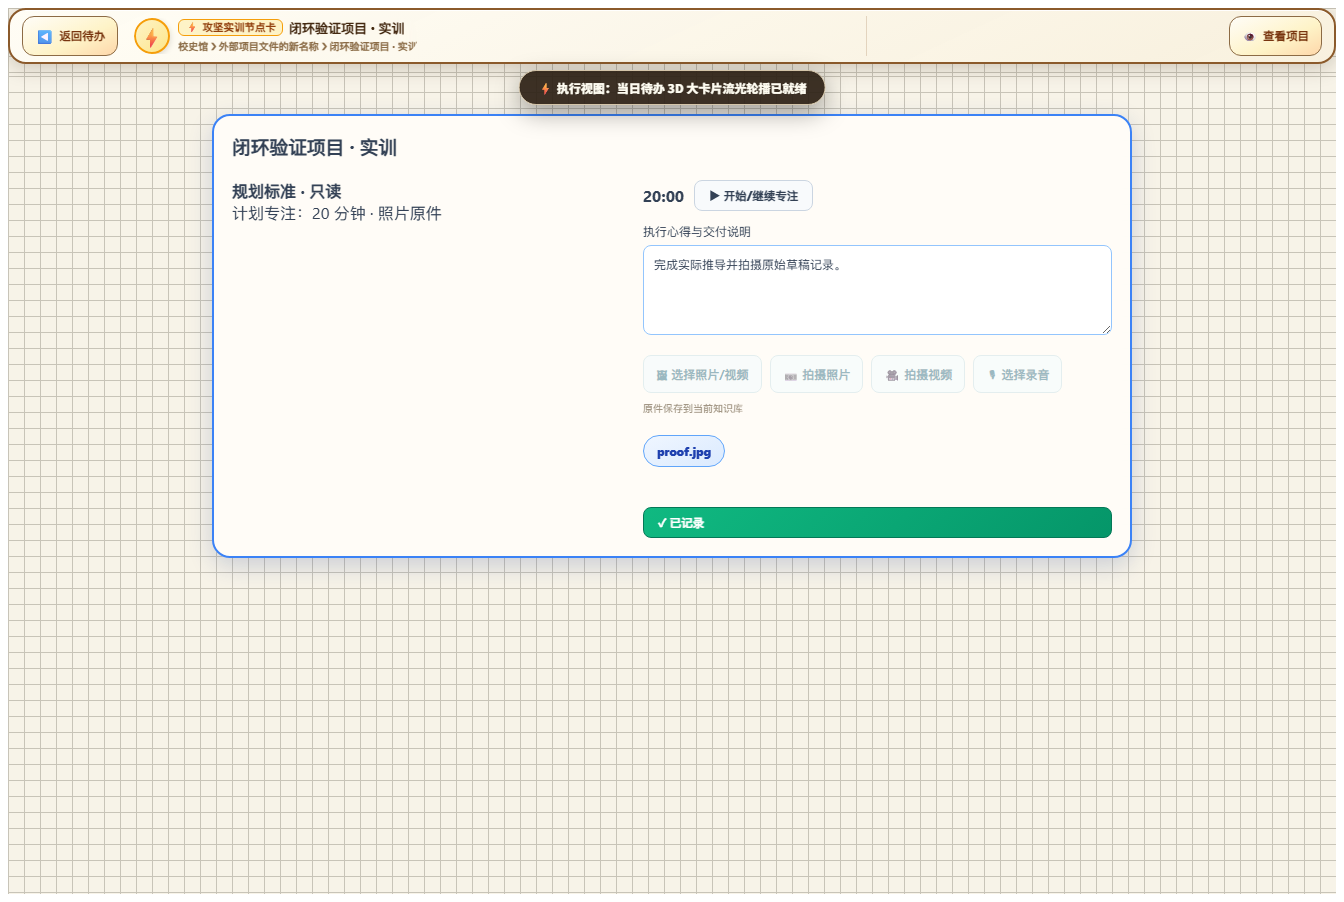 ◀ 返回待办
⚡ 攻坚实训节点卡 闭环验证项目 · 实训
校史馆 > 外部项目文件的新名称 > 闭环验证项目 · 实
查看项目
⚡ 执行视图：当日待办 3D 大卡片流光轮播已就绪
闭环验证项目 · 实训
规划标准 · 只读
计划专注：20 分钟 · 照片原件
20:00 ▶ 开始/继续专注
执行心得与交付说明
完成实际推导并拍摄原始草稿记录。
选择照片/视频
拍摄照片
拍摄视频
选择录音
原件保存到当前知识库
proof.jpg
✓ 已记录